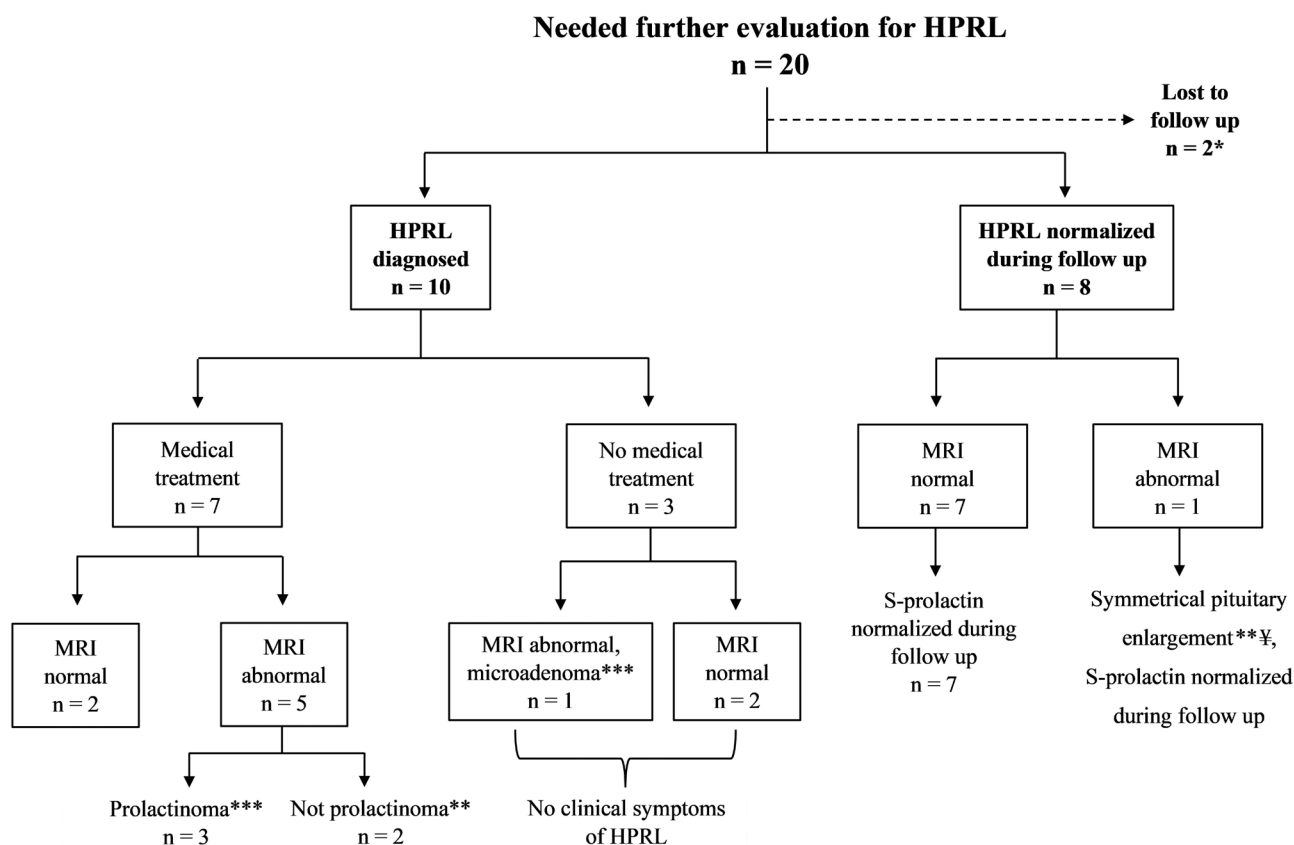 Needed further evaluation for HPRL
n = 20
Lost to
follow up
n = 2*
HPRL
diagnosed
n = 10
HPRL normalized
during follow up
n = 8
Medical
treatment
n = 7
No medical
treatment
n = 3
MRI
normal
n = 7
MRI
abnormal
n = 1
MRI
normal
n = 2
MRI
abnormal
n = 5
MRI abnormal,
microadenoma***
n = 1
MRI
normal
n = 2
S-prolactin
normalized during
follow up
n = 7
Symmetrical pituitary
enlargement**¥,
S-prolactin normalized
during follow up
Prolactinoma***
n = 3
Not prolactinoma**
n = 2
No clinical symptoms
of HPRL